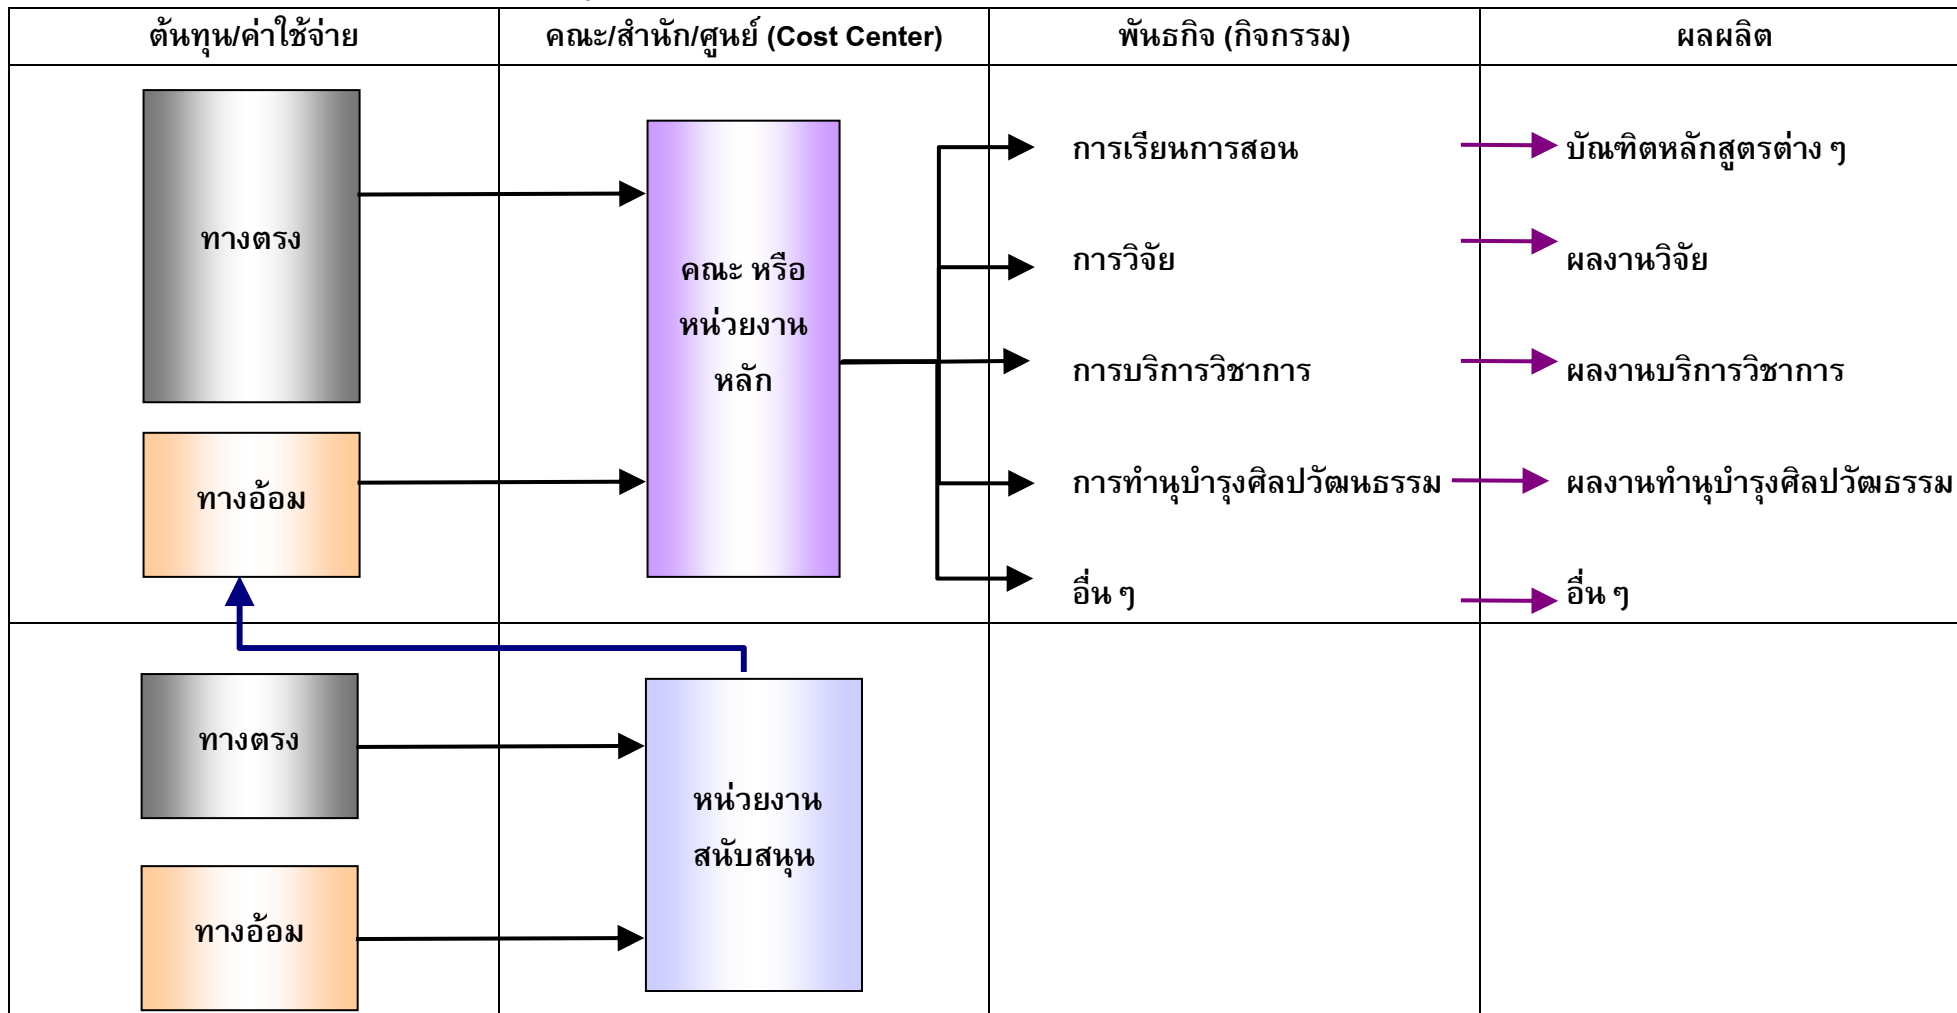 ต้นทุน/ค่าใช้จ่าย
คณะ/สำนัก/ศูนย์ (Cost Center)
พันธกิจ (กิจกรรม)
ผลผลิต
ทางตรง
ทางอ้อม
คณะ หรือ
หน่วยงาน
หลัก
การเรียนการสอน
บัณฑิตหลักสูตรต่าง ๆ
การวิจัย
ผลงานวิจัย
การบริการวิชาการ
ผลงานบริการวิชาการ
การทำนุบำรุงศิลปวัฒนธรรม
ผลงานทำนุบำรุงศิลปวัฒธรรม
อื่น ๆ
อื่น ๆ
ทางตรง
ทางอ้อม
หน่วยงาน
สนับสนุน